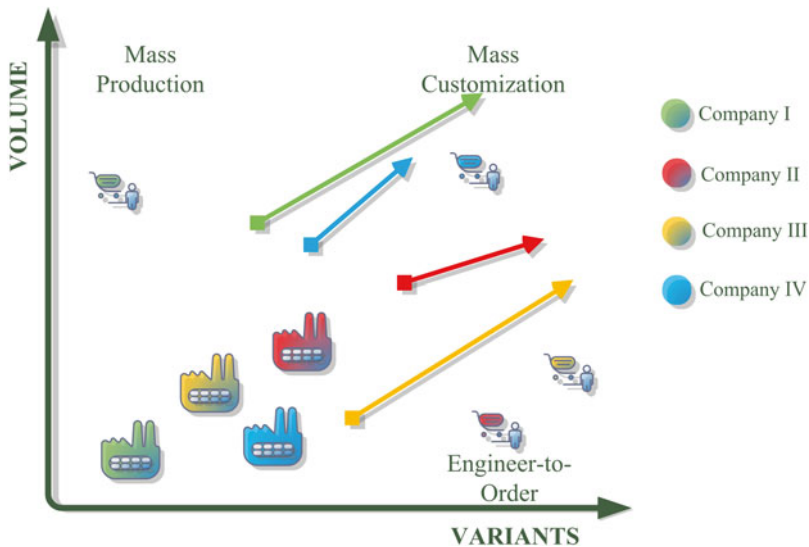 Mass
Production
Mass
Customization
VOLUME
Company I
Company II
Company III
Company IV
Engineer-to-
Order
VARIANTS